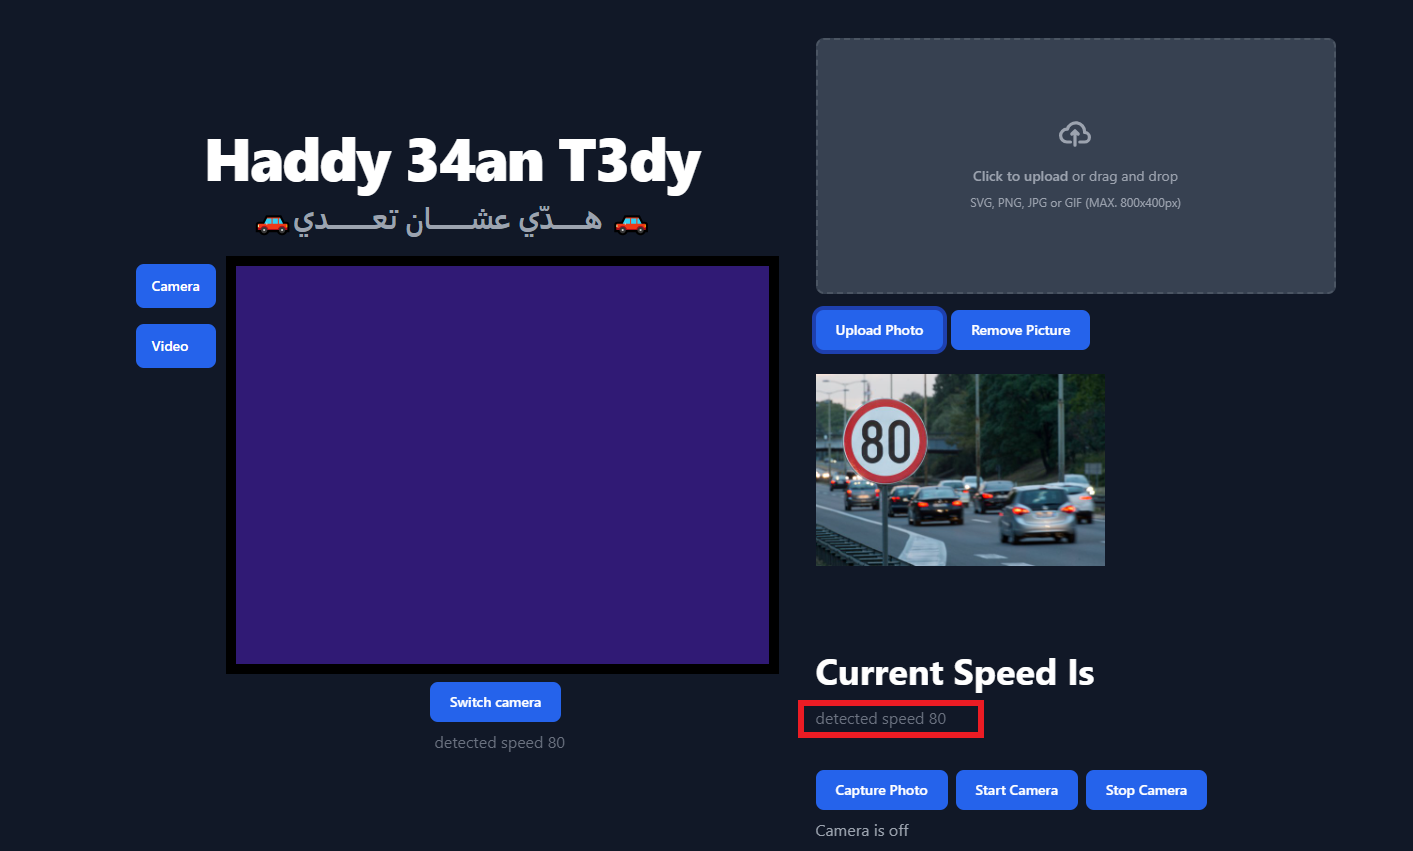 Haddy 34an T3dy
🚗 هـــدّي عشـــــان تعـــــدي🚗
Camera
Video
Switch camera
detected speed 80
Click to upload or drag and drop
SVG, PNG, JPG or GIF (MAX. 800x400px)
Upload Photo Remove Picture
80
Current Speed Is
detected speed 80
Capture Photo Start Camera Stop Camera
Camera is off